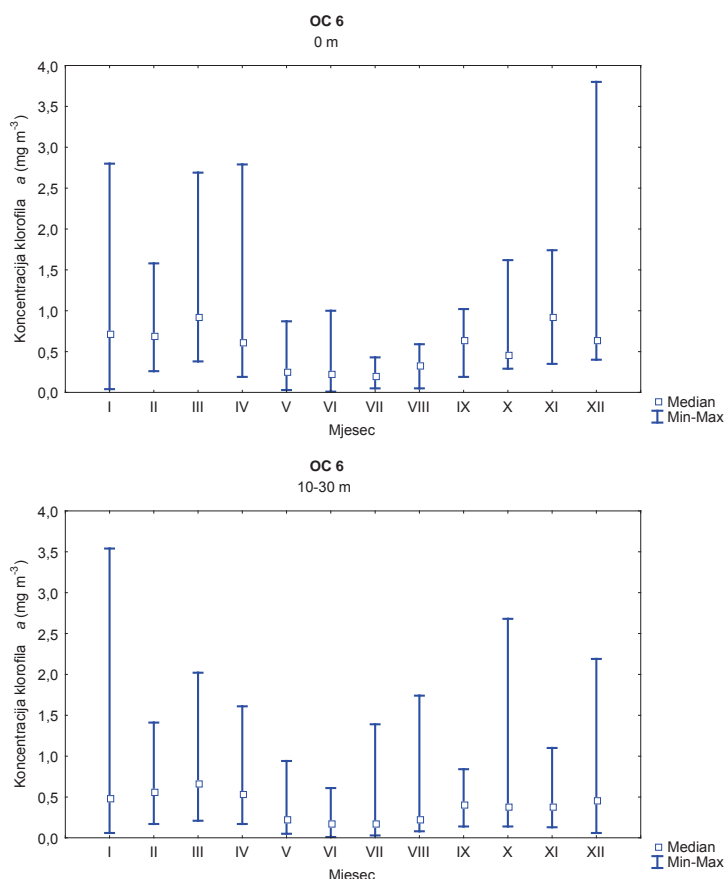 OC 6
0 m
Koncentracija klorofila a (mg m-3)
4,0
3,5
3,0
2,5
2,0
1,5
1,0
0,5
0,0
I II III IV V VI VII VIII IX X XI XII
Mjesec
Median
Min-Max
OC 6
10-30 m
Koncentracija klorofila a (mg m-3)
4,0
3,5
3,0
2,5
2,0
1,5
1,0
0,5
0,0
I II III IV V VI VII VIII IX X XI XII
Mjesec
Median
Min-Max